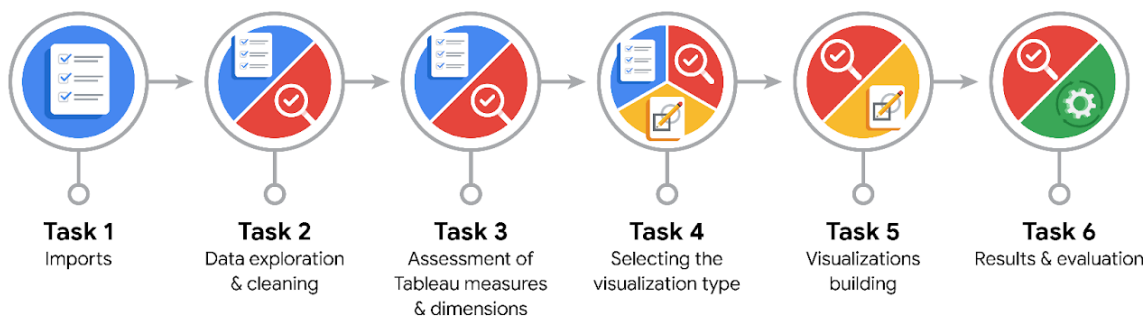 Task 1
Imports
Task 2
Data exploration
& cleaning
Task 3
Assessment of
Tableau measures
& dimensions
Task 4
Selecting the
visualization type
Task 5
Visualizations
building
Task 6
Results & evaluation